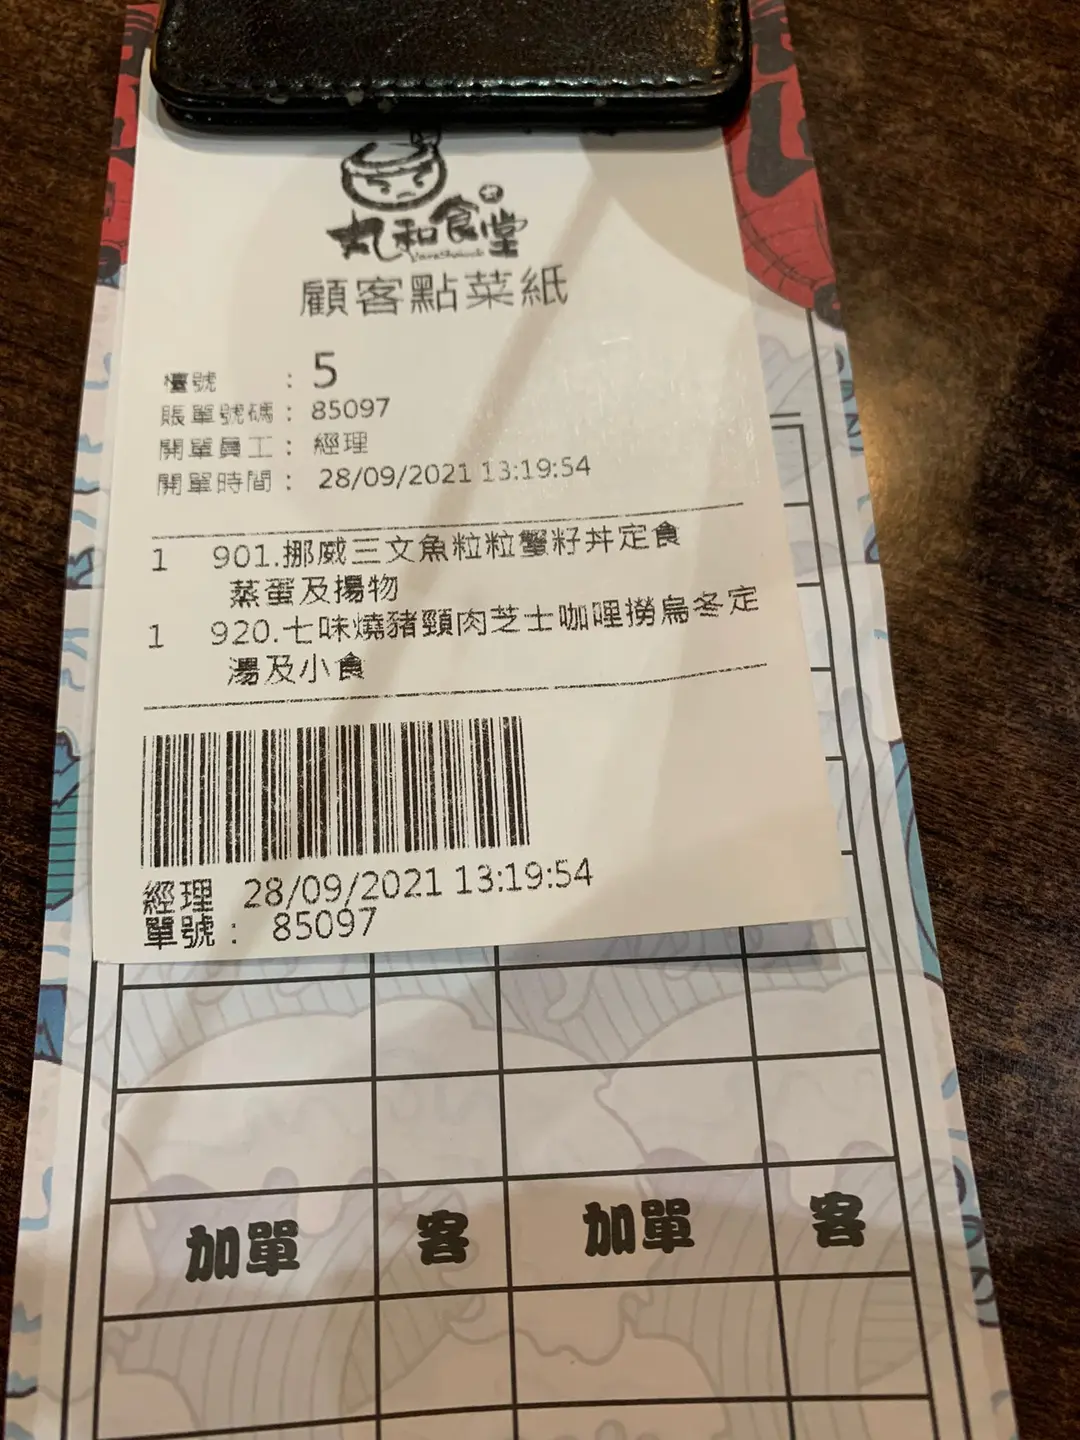 丸和食堂
顧客點菜紙
檯號 : 5
賬單號碼 : 85097
開單員工 : 經理
開單時間 : 28/09/2021 13:19:54
1 901.挪威三文魚粒粒蟹籽丼定食
蒸蛋及揚物
1 920.七味燒豬頸肉芝士咖哩撈烏冬定
湯及小食
經理 28/09/2021 13:19:54
單號 : 85097
加單 客 加單 客